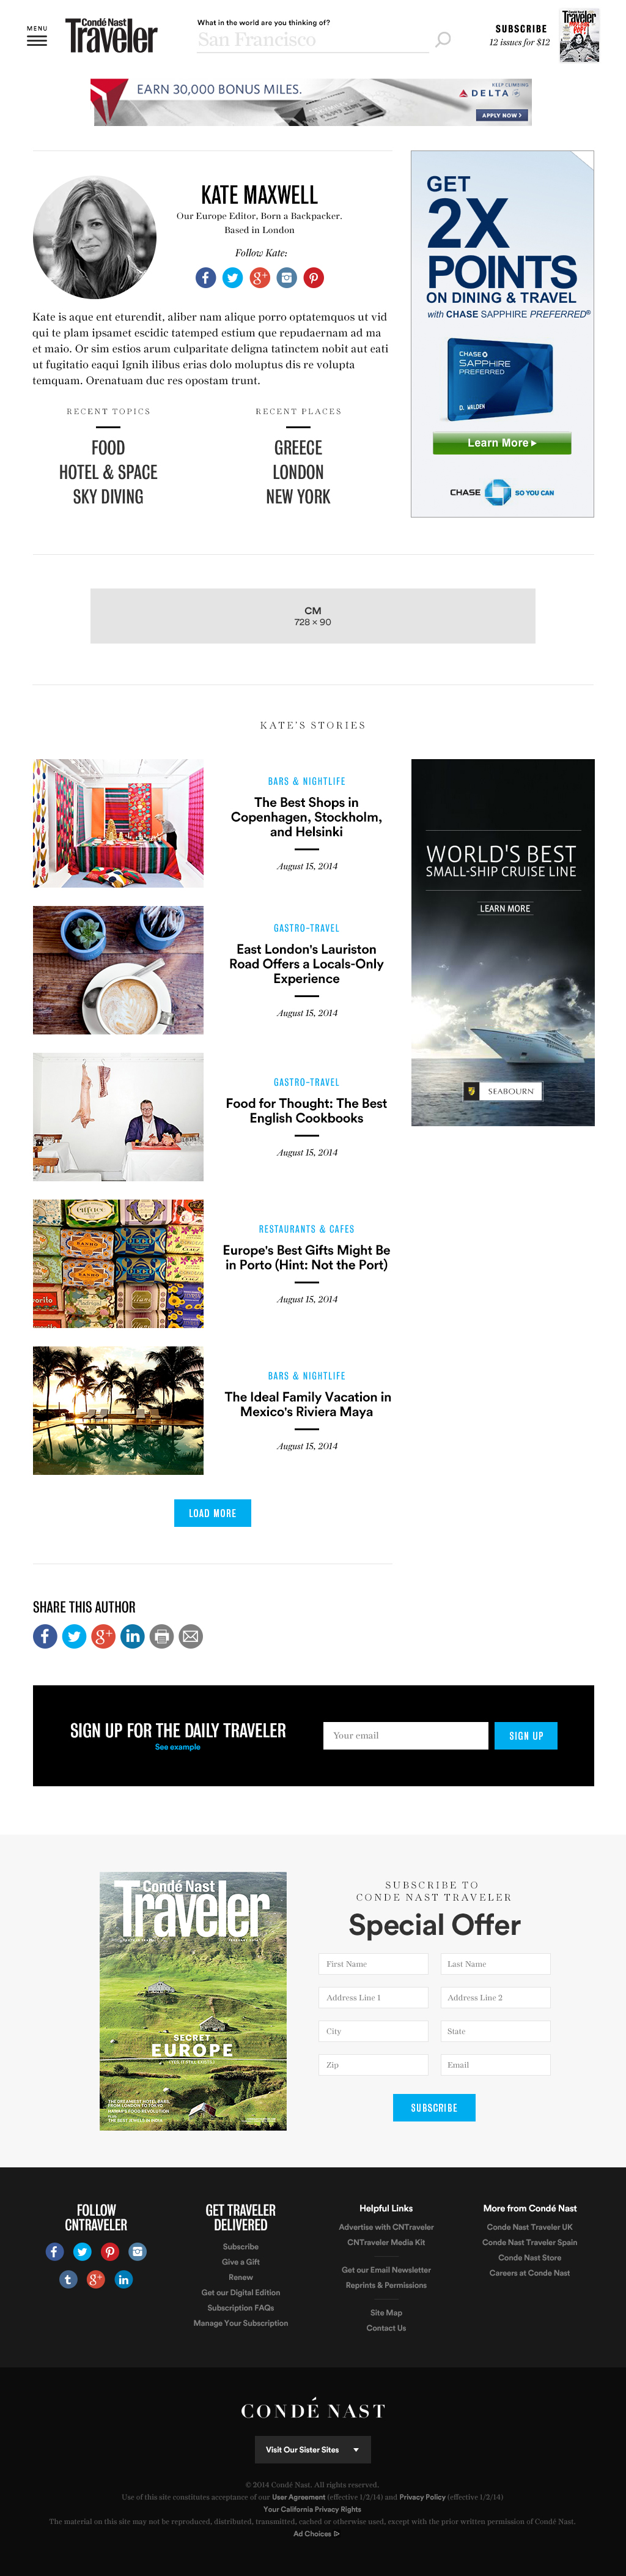 MENU
Condé Nast
Traveler
What in the world are you thinking of?
San Francisco
SUBSCRIBE
12 issues for $12
Traveler
EARN 30,000 BONUS MILES.
KEEP CLIMBING
DELTA
APPLY NOW
KATE MAXWELL
Our Europe Editor, Born a Backpacker.
Based in London
Follow Kate:
Kate is aque ent eturendit, aliber nam alique porro optatemquos ut vid
qui te plam ipsamet escidic tatemped estium que repudaernam ad ma
et maio. Or sim estios arum culparitate deligna tatinctem nobit aut eati
ut fugitatio eaqui Ignih ilibus erias dolo moluptus dis re volupta
temquam. Orenatuam duc res opostam trunt.
RECENT TOPICS
FOOD
HOTEL & SPACE
SKY DIVING
RECENT PLACES
GREECE
LONDON
NEW YORK
GET
2X
POINTS
ON DINING & TRAVEL
with CHASE SAPPHIRE PREFERRED®
CHASE
SAPPHIRE
PREFERRED
D. WALDEN
Learn More
CHASE SO YOU CAN
CM
728 × 90
KATE'S STORIES
BARS & NIGHTLIFE
The Best Shops in
Copenhagen, Stockholm,
and Helsinki
August 15, 2014
GASTRO-TRAVEL
East London's Lauriston
Road Offers a Locals-Only
Experience
August 15, 2014
GASTRO-TRAVEL
Food for Thought: The Best
English Cookbooks
August 15, 2014
RESTAURANTS & CAFES
Europe's Best Gifts Might Be
in Porto (Hint: Not the Port)
August 15, 2014
BARS & NIGHTLIFE
The Ideal Family Vacation in
Mexico's Riviera Maya
August 15, 2014
WORLD'S BEST
SMALL-SHIP CRUISE LINE
LEARN MORE
SEABOURN
LOAD MORE
SHARE THIS AUTHOR
SIGN UP FOR THE DAILY TRAVELER
See example
Your email
SIGN UP
Condé Nast
Traveler
SECRET
EUROPE
SUBSCRIBE TO
CONDE NAST TRAVELER
Special Offer
First Name
Last Name
Address Line 1
Address Line 2
City
State
Zip
Email
SUBSCRIBE
FOLLOW
CNTRAVELER
GET TRAVELER
DELIVERED
Subscribe
Give a Gift
Renew
Get our Digital Edition
Subscription FAQs
Manage Your Subscription
Helpful Links
Advertise with CNTraveler
CNTraveler Media Kit
Get our Email Newsletter
Reprints & Permissions
Site Map
Contact Us
More from Condé Nast
Conde Nast Traveler UK
Conde Nast Traveler Spain
Conde Nast Store
Careers at Conde Nast
CONDÉ NAST
Visit Our Sister Sites
© 2014 Condé Nast. All rights reserved.
Use of this site constitutes acceptance of our User Agreement (effective 1/2/14) and Privacy Policy (effective 1/2/14)
Your California Privacy Rights
The material on this site may not be reproduced, distributed, transmitted, cached or otherwise used, except with the prior written permission of Condé Nast.
Ad Choices